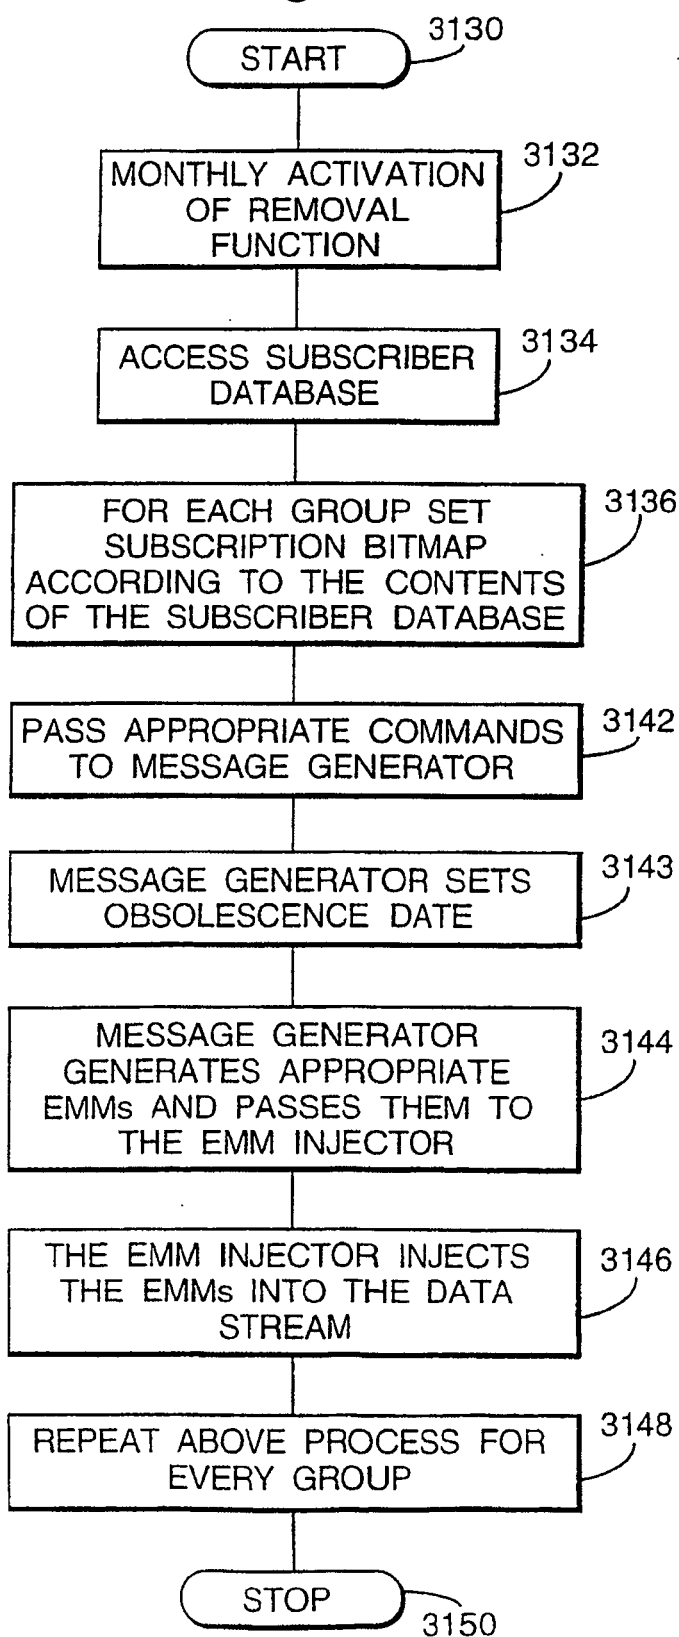 START
3130
MONTHLY ACTIVATION
OF REMOVAL
FUNCTION
3132
ACCESS SUBSCRIBER
DATABASE
3134
FOR EACH GROUP SET
SUBSCRIPTION BITMAP
ACCORDING TO THE CONTENTS
OF THE SUBSCRIBER DATABASE
3136
PASS APPROPRIATE COMMANDS
TO MESSAGE GENERATOR
3142
MESSAGE GENERATOR SETS
OBSOLESCENCE DATE
3143
MESSAGE GENERATOR
GENERATES APPROPRIATE
EMMs AND PASSES THEM TO
THE EMM INJECTOR
3144
THE EMM INJECTOR INJECTS
THE EMMs INTO THE DATA
STREAM
3146
REPEAT ABOVE PROCESS FOR
EVERY GROUP
3148
STOP
3150